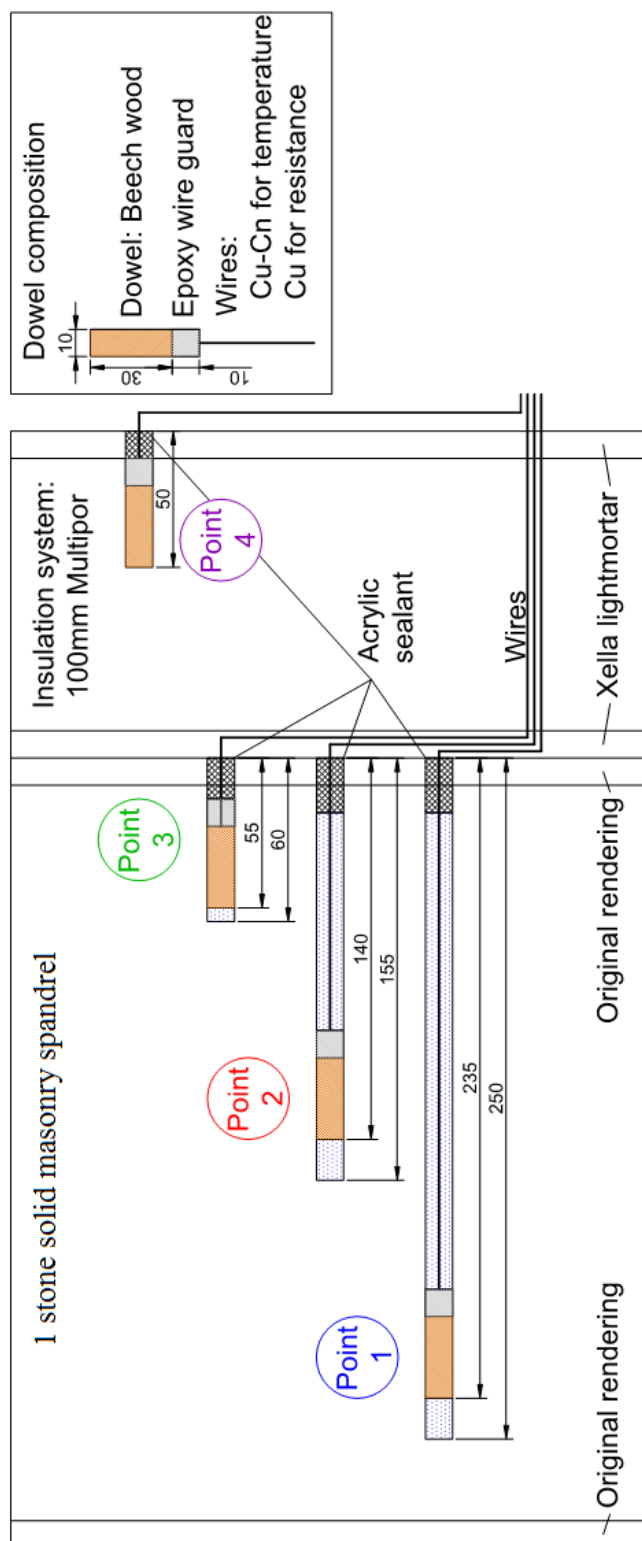 Dowel composition
10
30
10
Dowel: Beech wood
Epoxy wire guard
Wires:
Cu-Cn for temperature
Cu for resistance
1 stone solid masonry spandrel
Insulation system:
100mm Multipor
Point
4
50
Point
3
55
60
Acrylic
sealant
Point
2
140
155
Wires
Point
1
235
250
Original rendering
Original rendering
Xella lightmortar